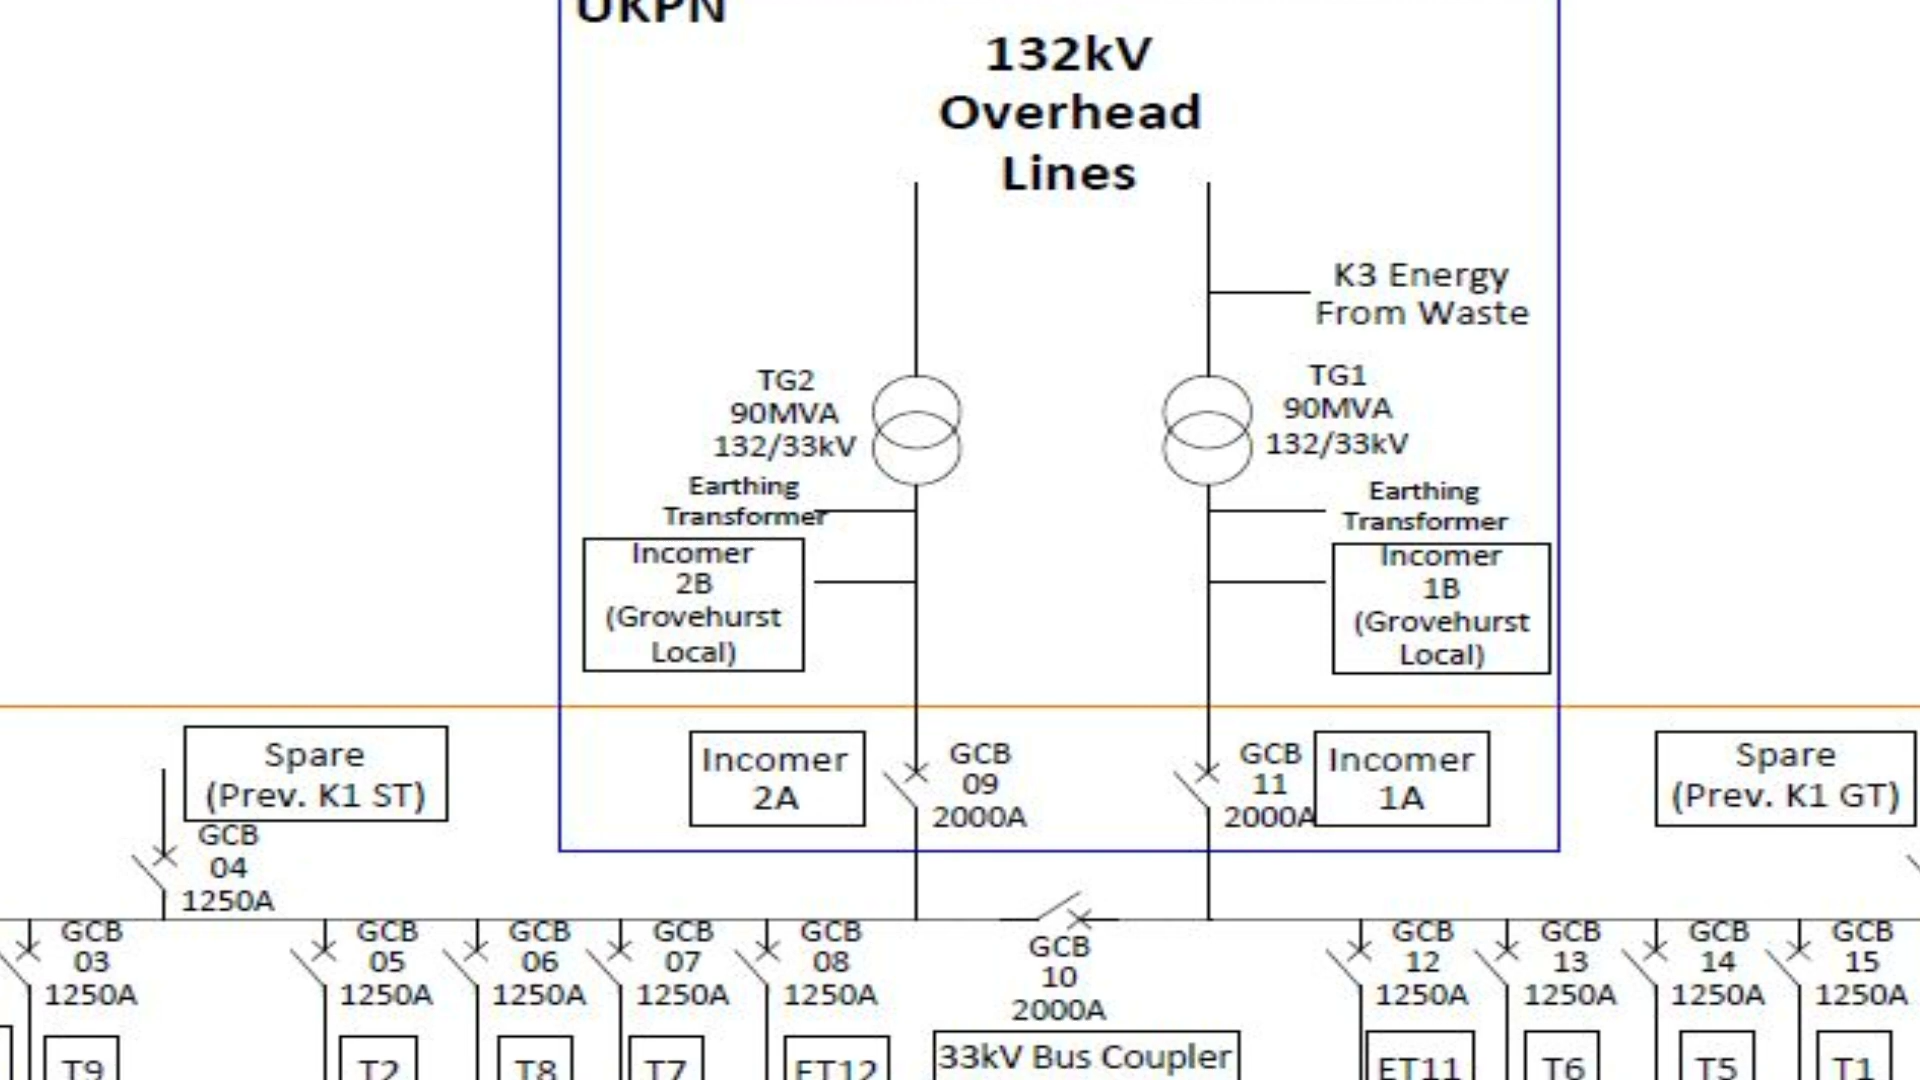 UKPN
132kV
Overhead
Lines
K3 Energy
From Waste
TG2
90MVA
132/33kV
TG1
90MVA
132/33kV
Earthing
Transformer
Earthing
Transformer
Incomer
2B
(Grovehurst
Local)
Incomer
1B
(Grovehurst
Local)
Spare
(Prev. K1 ST)
Incomer
2A
GCB
09
2000A
GCB
11
2000A
Incomer
1A
Spare
(Prev. K1 GT)
GCB
04
1250A
GCB
03
1250A
GCB
05
1250A
GCB
06
1250A
GCB
07
1250A
GCB
08
1250A
GCB
10
2000A
GCB
12
1250A
GCB
13
1250A
GCB
14
1250A
GCB
15
1250A
T9
T2
T8
T7
ET12
33kV Bus Coupler
ET11
T6
T5
T1